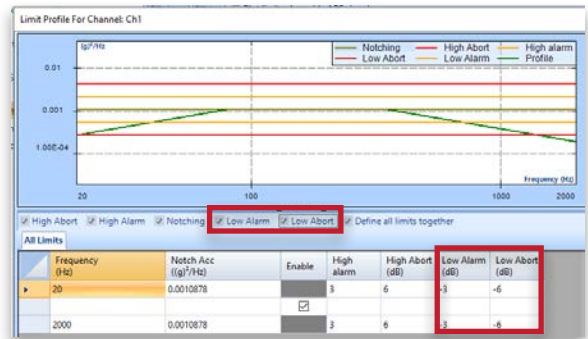 Limit Profile For Channel: Ch1
(g)²/Hz
Notching High Abort High alarm
Low Abort Low Alarm Profile
0.01
0.001
1.00E-04
Frequency (Hz)
20 100 1000 2000
High Abort High Alarm Notching Low Alarm Low Abort Define all limits together
All Limits
Frequency (Hz) Notch Acc ((g)²/Hz) Enable High alarm High Abort (dB) Low Alarm (dB) Low Abort (dB)
20 0.0010878 3 6 -3 -6
2000 0.0010878 3 6 -3 -6